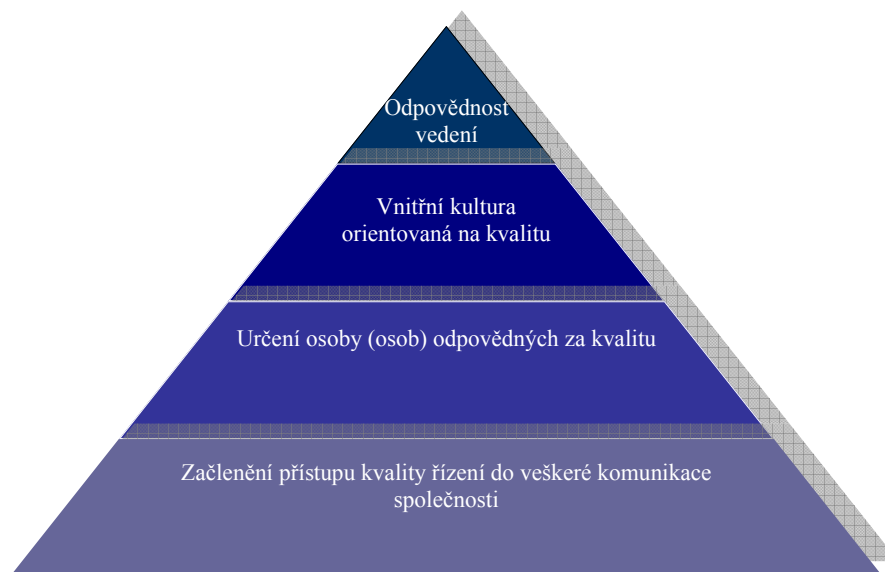 Odpovědnost
vedení
Vnitřní kultura
orientovaná na kvalitu
Určení osoby (osob) odpovědných za kvalitu
Začlenění přístupu kvality řízení do veškeré komunikace
společnosti